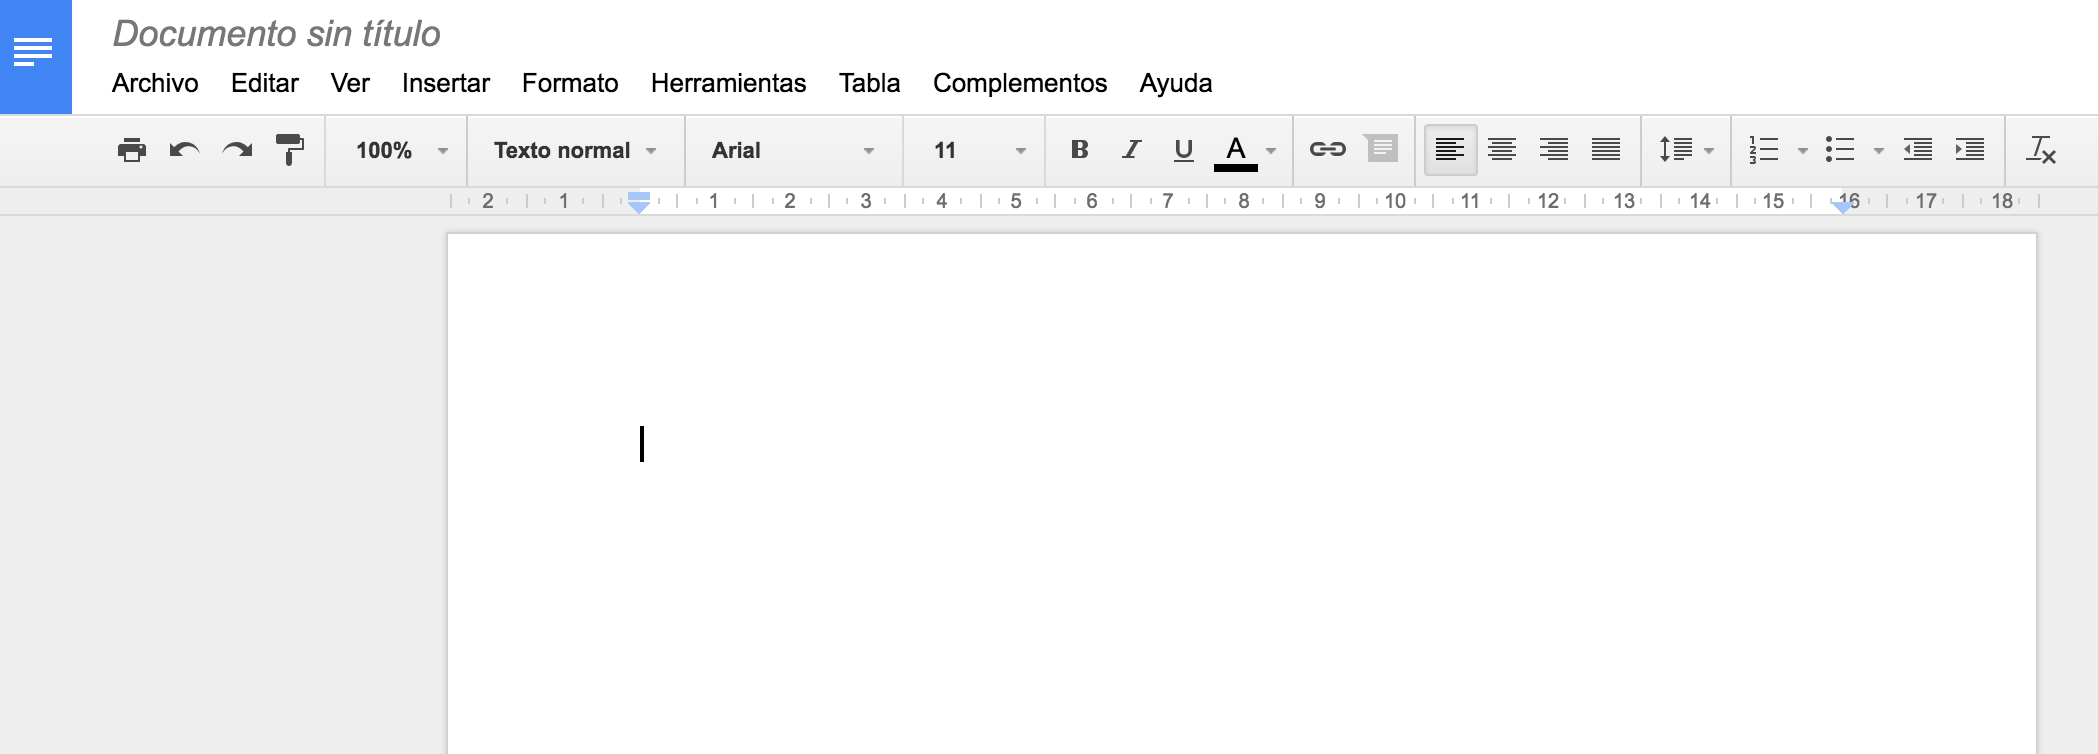 Documento sin título
Archivo Editar Ver Insertar Formato Herramientas Tabla Complementos Ayuda
100% Texto normal Arial 11 B I U A
2 1 1 2 3 4 5 6 7 8 9 10 11 12 13 14 15 16 17 18